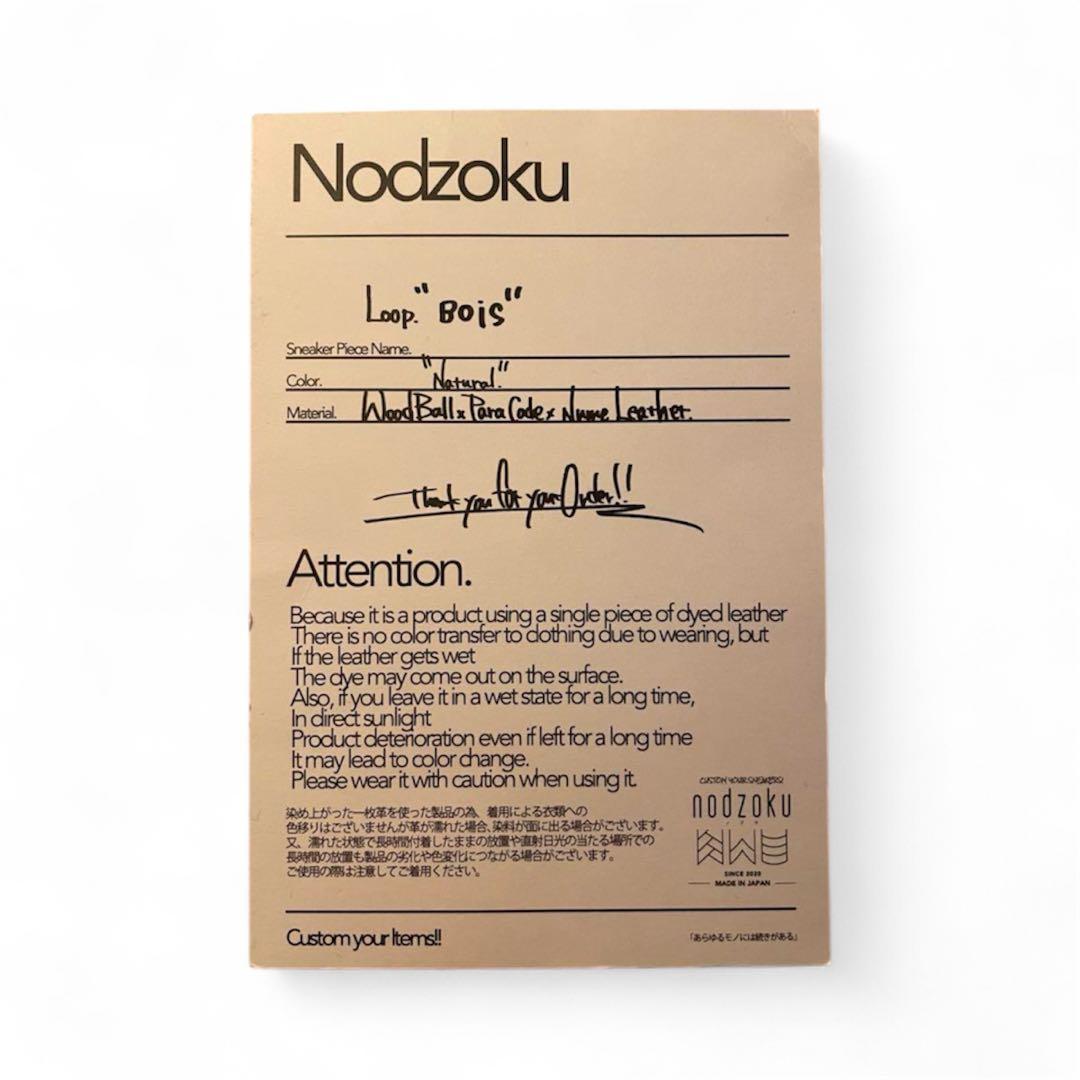 Nodzoku
Loop. "Bois"
Sneaker Piece Name.
Color. "Natural."
Material. Wood Ball x Para Code x Nume Leather.
Thank you for your Order!!
Attention.
Because it is a product using a single piece of dyed leather
There is no color transfer to clothing due to wearing, but
If the leather gets wet
The dye may come out on the surface.
Also, if you leave it in a wet state for a long time,
In direct sunlight
Product deterioration even if left for a long time
It may lead to color change.
Please wear it with caution when using it.
染め上がった一枚革を使った製品の為、着用による衣類への
色移りはございませんが革が濡れた場合、染料が面に出る場合がございます。
又、濡れた状態で長時間付着したままの放置や直射日光の当たる場所での
長時間の放置も製品の劣化や色変化につながる場合がございます。
ご使用の際は注意してご着用ください。
CUSTOM YOUR SNEAKERS!
nodzoku
SINCE 2020
MADE IN JAPAN
Custom your Items!!
「あらゆるモノには続きがある」